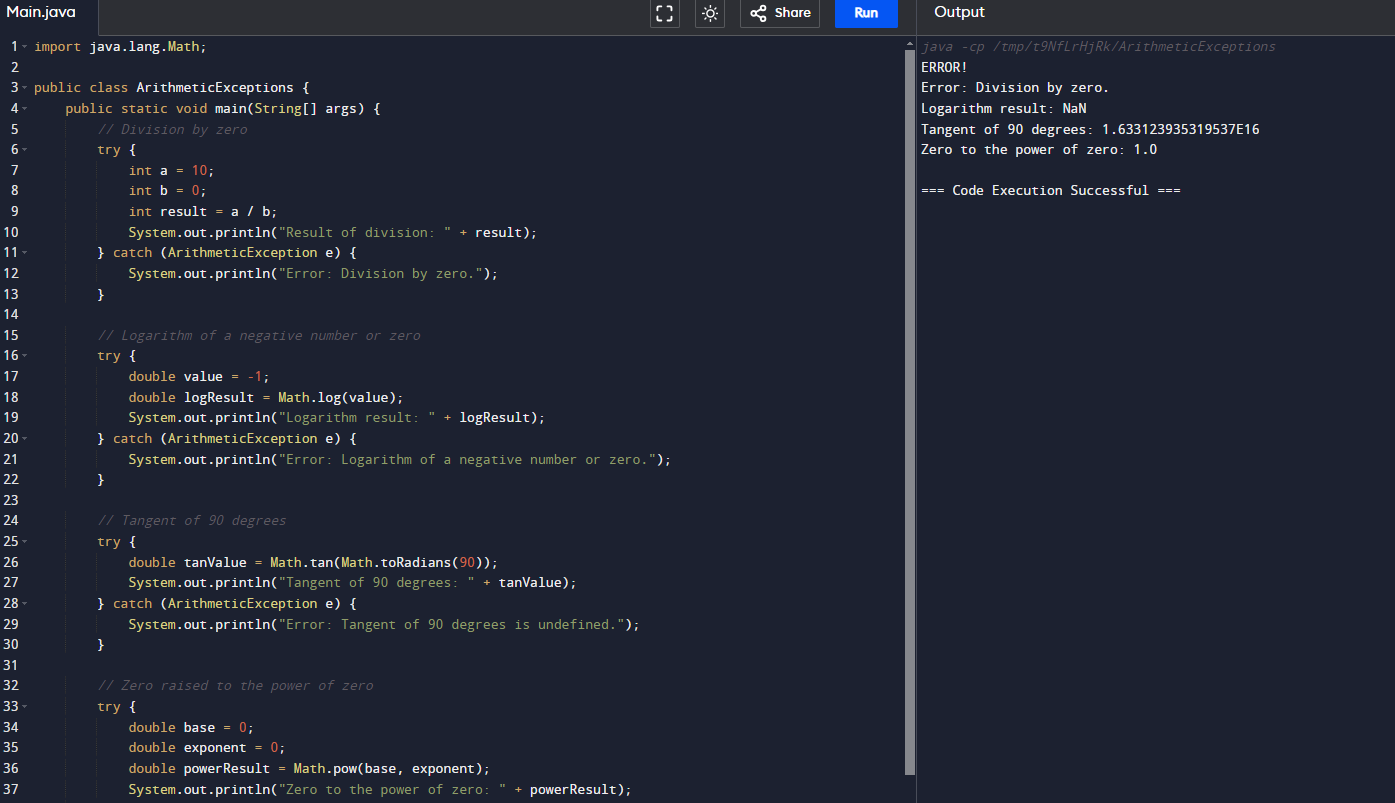 Main.java
Share
Run
Output
1 import java.lang.Math;
2
3 public class ArithmeticExceptions {
4     public static void main(String[] args) {
5         // Division by zero
6         try {
7             int a = 10;
8             int b = 0;
9             int result = a / b;
10             System.out.println("Result of division: " + result);
11         } catch (ArithmeticException e) {
12             System.out.println("Error: Division by zero.");
13         }
14
15         // Logarithm of a negative number or zero
16         try {
17             double value = -1;
18             double logResult = Math.log(value);
19             System.out.println("Logarithm result: " + logResult);
20         } catch (ArithmeticException e) {
21             System.out.println("Error: Logarithm of a negative number or zero.");
22         }
23
24         // Tangent of 90 degrees
25         try {
26             double tanValue = Math.tan(Math.toRadians(90));
27             System.out.println("Tangent of 90 degrees: " + tanValue);
28         } catch (ArithmeticException e) {
29             System.out.println("Error: Tangent of 90 degrees is undefined.");
30         }
31
32         // Zero raised to the power of zero
33         try {
34             double base = 0;
35             double exponent = 0;
36             double powerResult = Math.pow(base, exponent);
37             System.out.println("Zero to the power of zero: " + powerResult);
java -cp /tmp/t9NfLrHjRk/ArithmeticExceptions
ERROR!
Error: Division by zero.
Logarithm result: NaN
Tangent of 90 degrees: 1.633123935319537E16
Zero to the power of zero: 1.0
=== Code Execution Successful ===